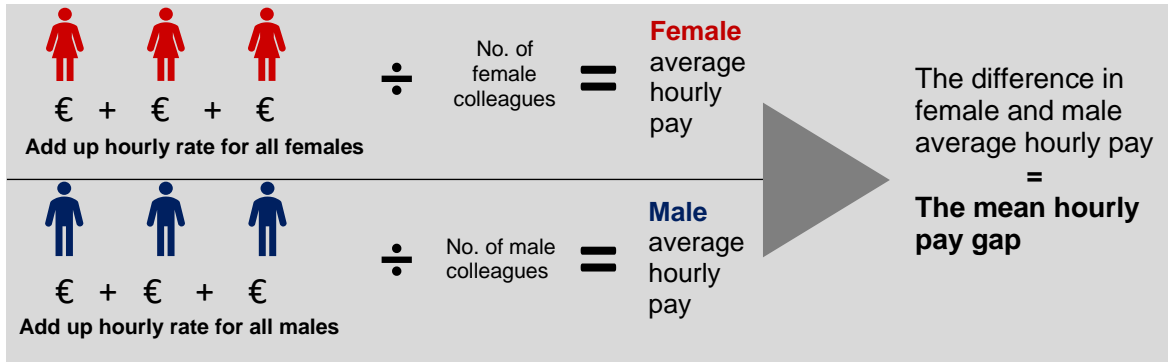 € + € + €
Add up hourly rate for all females
÷
No. of
female
colleagues
=
Female
average
hourly
pay
€ + € + €
Add up hourly rate for all males
÷
No. of male
colleagues
=
Male
average
hourly
pay
The difference in
female and male
average hourly pay
=
The mean hourly
pay gap